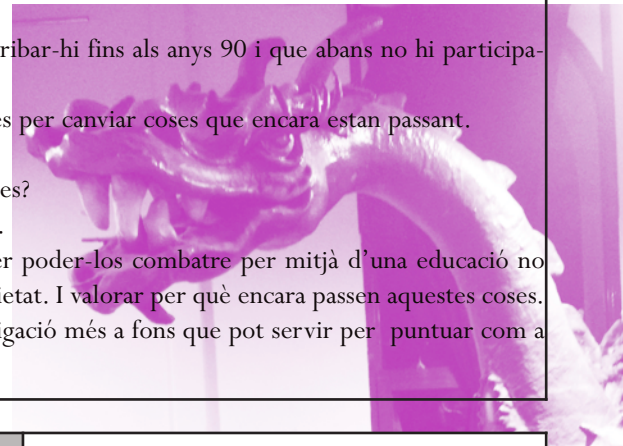 ribar-hi fins als anys 90 i que abans no hi participa-
es per canviar coses que encara estan passant.
es?
.
er poder-los combatre per mitjà d’una educació no
ietat. I valorar per què encara passen aquestes coses.
igació més a fons que pot servir per puntuar com a